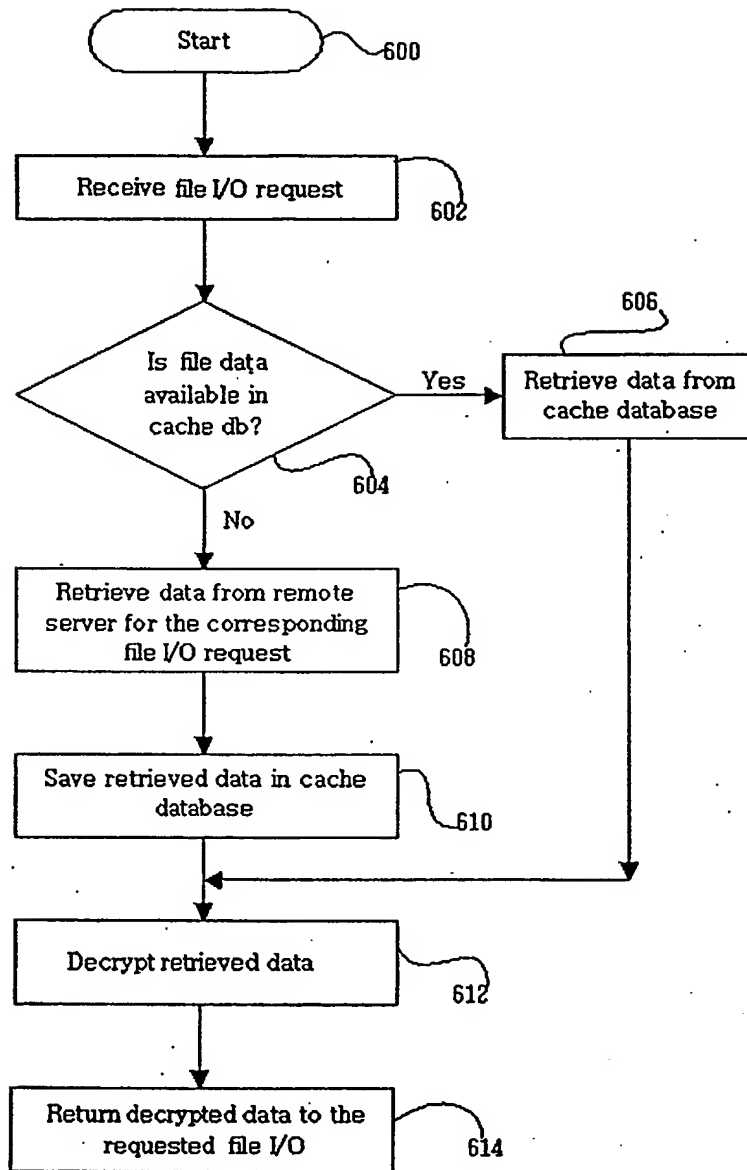 Start
600
Receive file I/O request
602
Is file data
available in
cache db?
604
Yes
606
Retrieve data from
cache database
No
Retrieve data from remote
server for the corresponding
file I/O request
608
Save retrieved data in cache
database
610
Decrypt retrieved data
612
Return decrypted data to the
requested file I/O
614